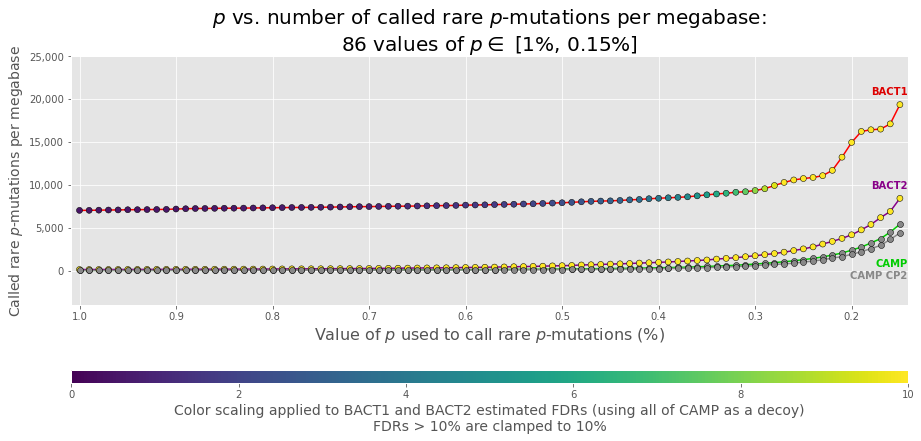 p vs. number of called rare p-mutations per megabase:
86 values of p ∈ [1%, 0.15%]
Called rare p-mutations per megabase
25,000
20,000
15,000
10,000
5,000
0
BACT1
BACT2
CAMP
CAMP CP2
1.0 0.9 0.8 0.7 0.6 0.5 0.4 0.3 0.2
Value of p used to call rare p-mutations (%)
0 2 4 6 8 10
Color scaling applied to BACT1 and BACT2 estimated FDRs (using all of CAMP as a decoy)
FDRs > 10% are clamped to 10%